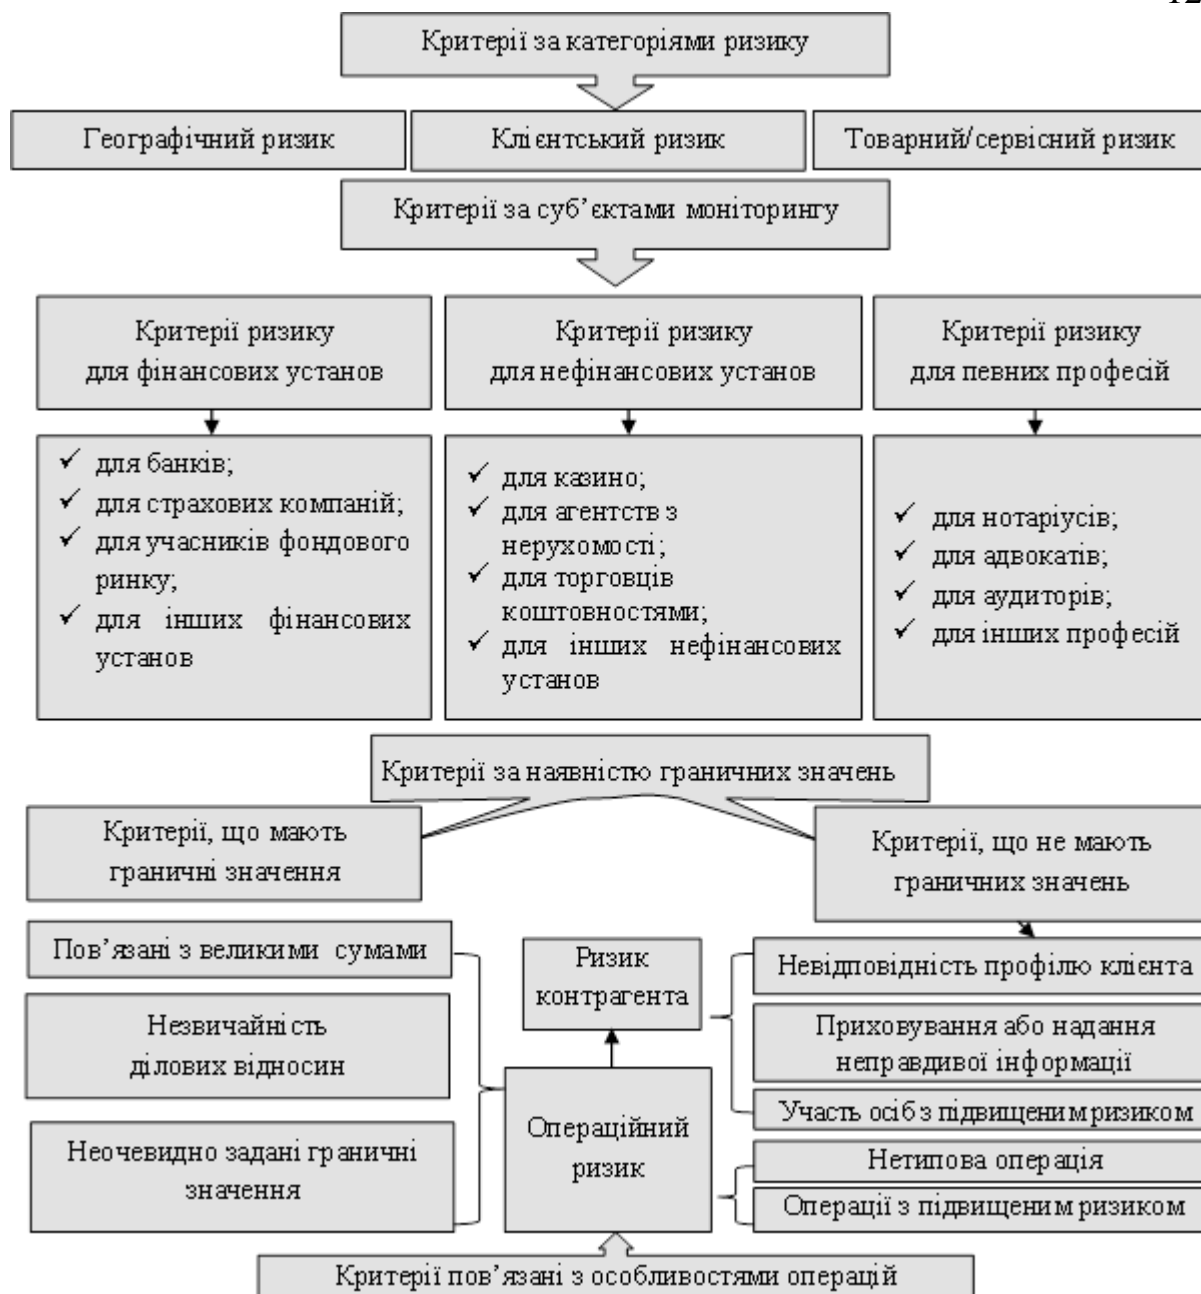 Критерії за категоріями ризику
Географічний ризик
Клієнтський ризик
Товарний/сервісний ризик
Критерії за суб’єктами моніторингу
Критерії ризику
для фінансових установ
Критерії ризику
для нефінансових установ
Критерії ризику
для певних професій
для банків;
для страхових компаній;
для учасників фондового
ринку;
для інших фінансових
установ
для казино;
для агентств з
нерухомості;
для торговців
коштовностями;
для інших нефінансових
установ
для нотаріусів;
для адвокатів;
для аудиторів;
для інших професій
Критерії за наявністю граничних значень
Критерії, що мають
граничні значення
Критерії, що не мають
граничних значень
Пов’язані з великими сумами
Незвичайність
ділових відносин
Неочевидно задані граничні
значення
Ризик
контрагента
Операційний
ризик
Невідповідність профілю клієнта
Приховування або надання
неправдивої інформації
Участь осіб з підвищеним ризиком
Нетипова операція
Операції з підвищеним ризиком
Критерії пов’язані з особливостями операцій